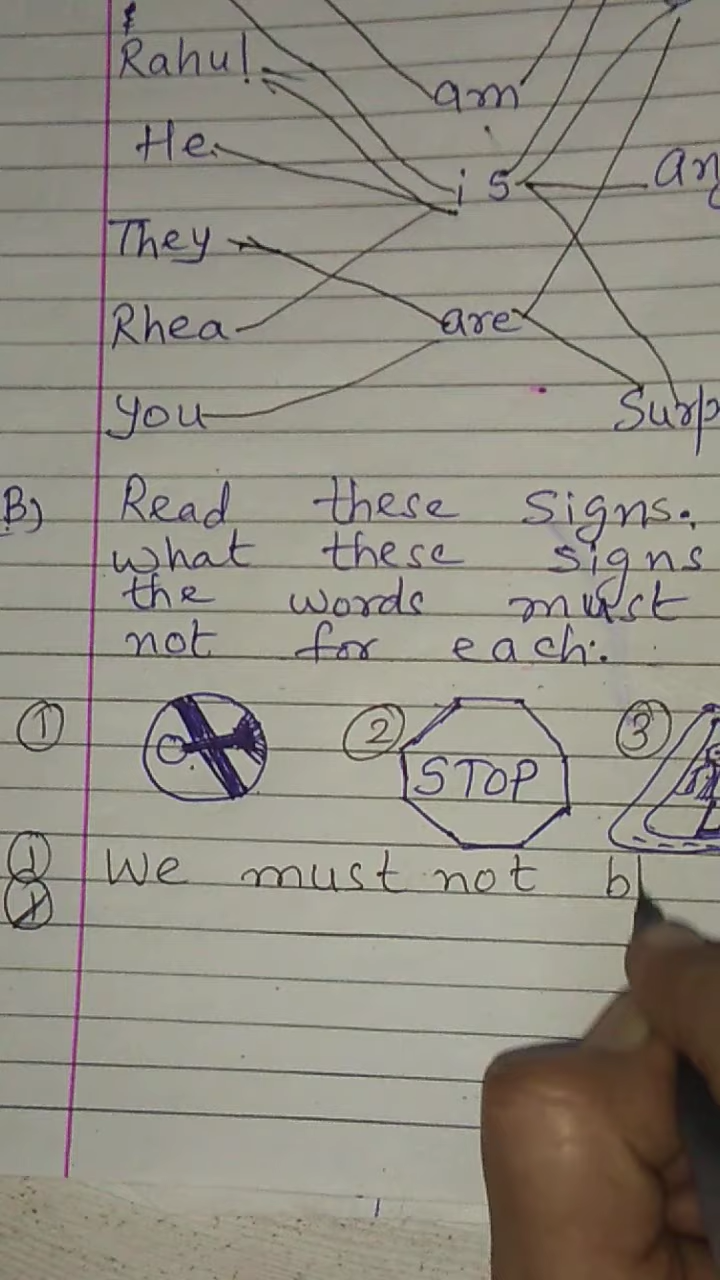 Rahul
am
He
is
They
Rhea
are
You
B) Read these signs.
what these signs
the words must
not for each.
1 2 STOP 3
1 We must not bl